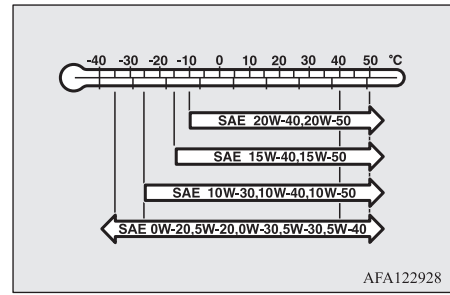 -40 -30 -20 -10 0 10 20 30 40 50 °C
SAE 20W-40,20W-50
SAE 15W-40,15W-50
SAE 10W-30,10W-40,10W-50
SAE 0W-20,5W-20,0W-30,5W-30,5W-40
AFA122928